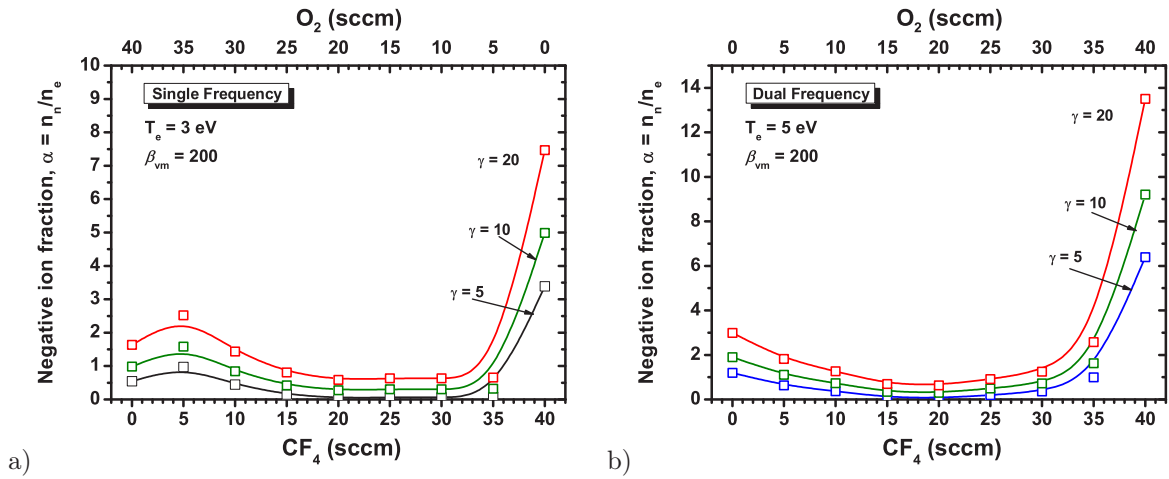 O2 (sccm)
40 35 30 25 20 15 10 5 0
10
9
8
7
6
5
4
3
2
1
0
Negative ion fraction, α = nn/ne
Single Frequency
Te = 3 eV
βvm = 200
γ = 20
γ = 10
γ = 5
0 5 10 15 20 25 30 35 40
CF4 (sccm)
a)
O2 (sccm)
0 5 10 15 20 25 30 35 40
14
12
10
8
6
4
2
0
Negative ion fraction, α = nn/ne
Dual Frequency
Te = 5 eV
βvm = 200
γ = 20
γ = 10
γ = 5
0 5 10 15 20 25 30 35 40
CF4 (sccm)
b)